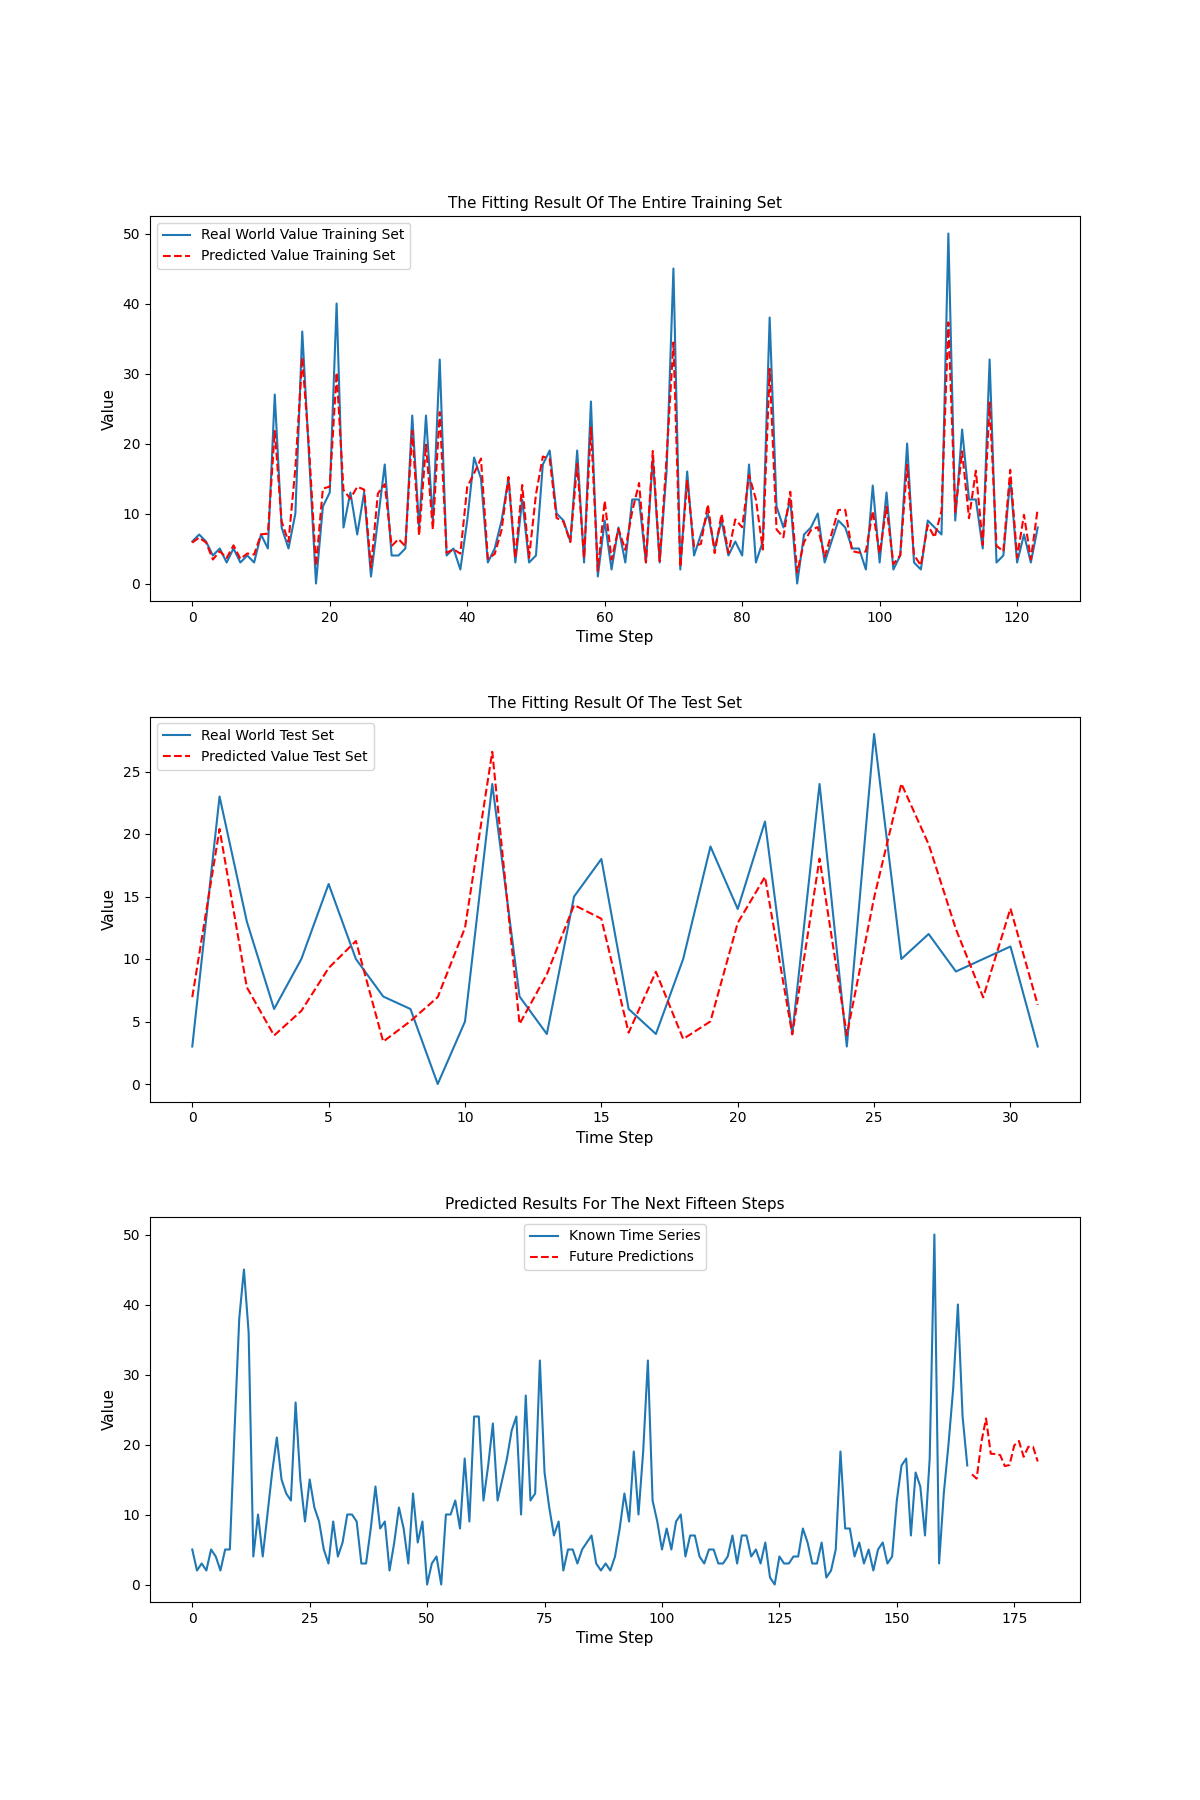 The Fitting Result Of The Entire Training Set
Real World Value Training Set
Predicted Value Training Set
50
40
30
20
10
0
Value
0 20 40 60 80 100 120
Time Step
The Fitting Result Of The Test Set
Real World Test Set
Predicted Value Test Set
25
20
15
10
5
0
Value
0 5 10 15 20 25 30
Time Step
Predicted Results For The Next Fifteen Steps
Known Time Series
Future Predictions
50
40
30
20
10
0
Value
0 25 50 75 100 125 150 175
Time Step